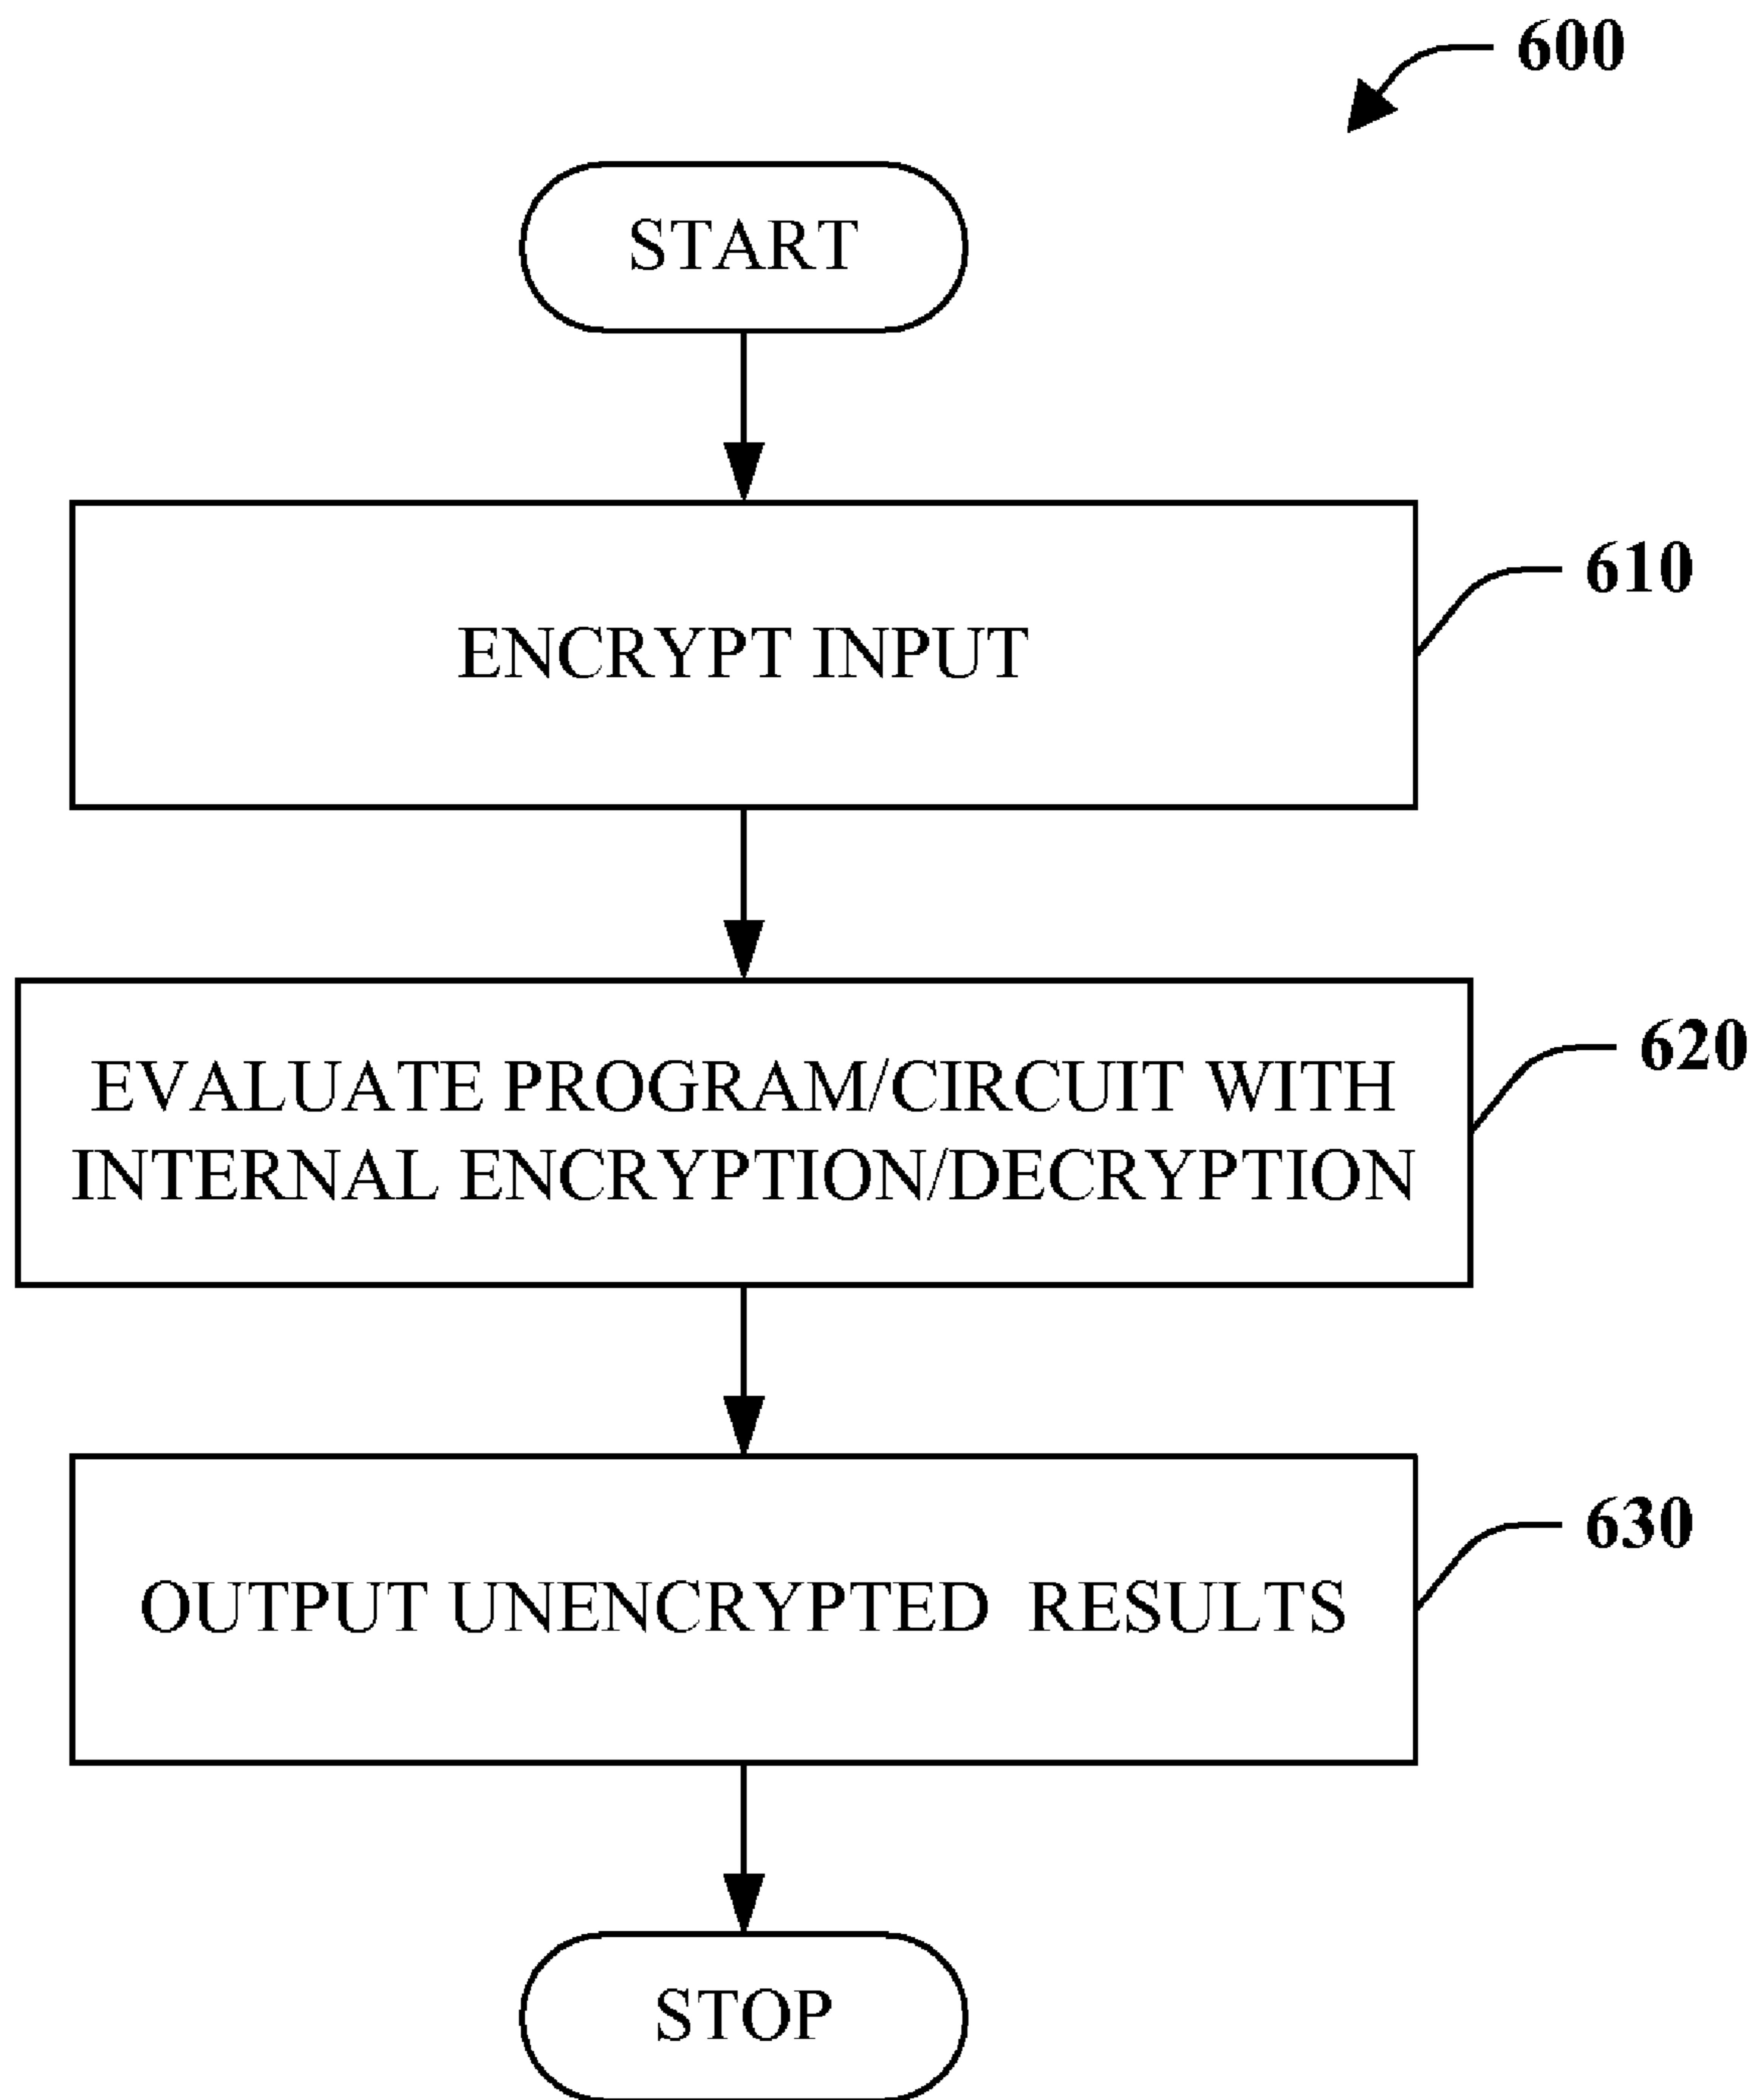 600
START
ENCRYPT INPUT
610
EVALUATE PROGRAM/CIRCUIT WITH
INTERNAL ENCRYPTION/DECRYPTION
620
OUTPUT UNENCRYPTED RESULTS
630
STOP